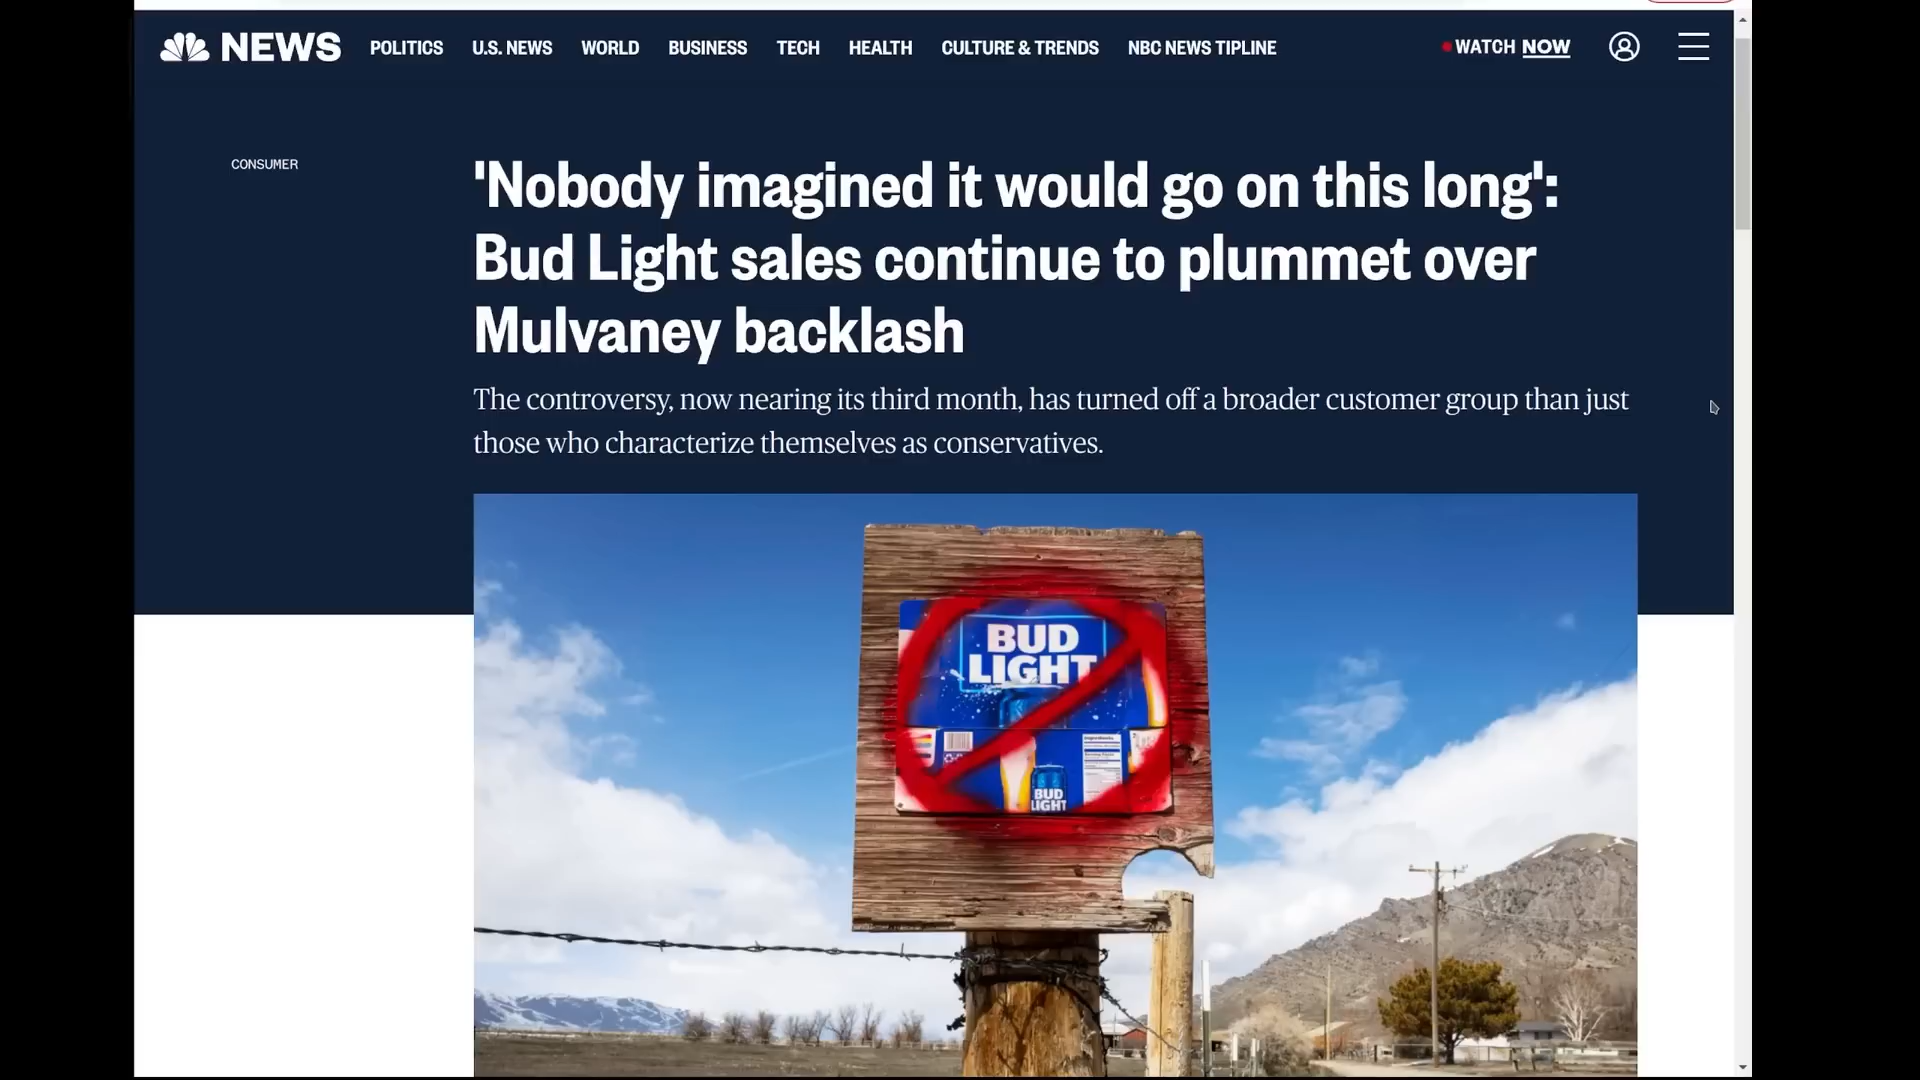 NEWS POLITICS U.S. NEWS WORLD BUSINESS TECH HEALTH CULTURE & TRENDS NBC NEWS TIPLINE WATCH NOW
CONSUMER
'Nobody imagined it would go on this long':
Bud Light sales continue to plummet over
Mulvaney backlash
The controversy, now nearing its third month, has turned off a broader customer group than just
those who characterize themselves as conservatives.
BUD
LIGHT
BUD
LIGHT